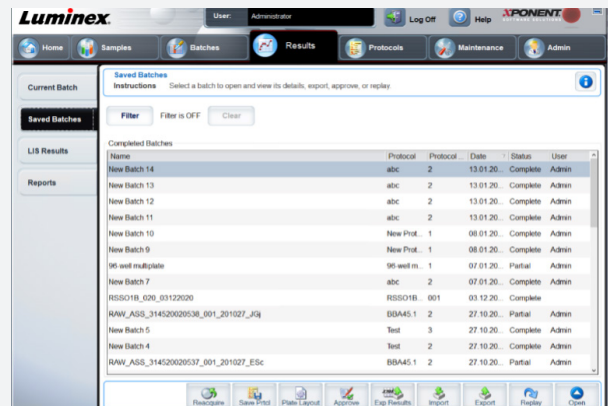 Luminex.
User: Administrator Log Off Help XPONENT
Home Samples Batches Results Protocols Maintenance Admin
Current Batch
Saved Batches
LIS Results
Reports
Saved Batches
Instructions Select a batch to open and view its details, export, approve, or replay.
Filter Filter is OFF Clear
Completed Batches
Name Protocol Protocol ... Date Status User
New Batch 14 abc 2 13.01.20... Complete Admin
New Batch 13 abc 2 13.01.20... Complete Admin
New Batch 12 abc 2 13.01.20... Complete Admin
New Batch 11 abc 2 13.01.20... Complete Admin
New Batch 10 New Prot... 1 08.01.20... Complete Admin
New Batch 9 New Prot... 1 08.01.20... Complete Admin
96-well multiplate 96-well m... 1 07.01.20... Partial Admin
New Batch 7 abc 2 07.01.20... Complete Admin
RSSO1B_020_03122020 RSSO1B... 001 03.12.20... Complete
RAW_ASS_314520020538_001_201027_JGj BBA45.1 2 27.10.20... Partial Admin
New Batch 5 Test 3 27.10.20... Complete Admin
New Batch 4 Test 2 27.10.20... Complete Admin
RAW_ASS_314520020537_001_201027_ESc BBA45.1 2 27.10.20... Partial Admin
Reacquire Save Prtcl Plate Layout Approve Exp Results Import Export Replay Open